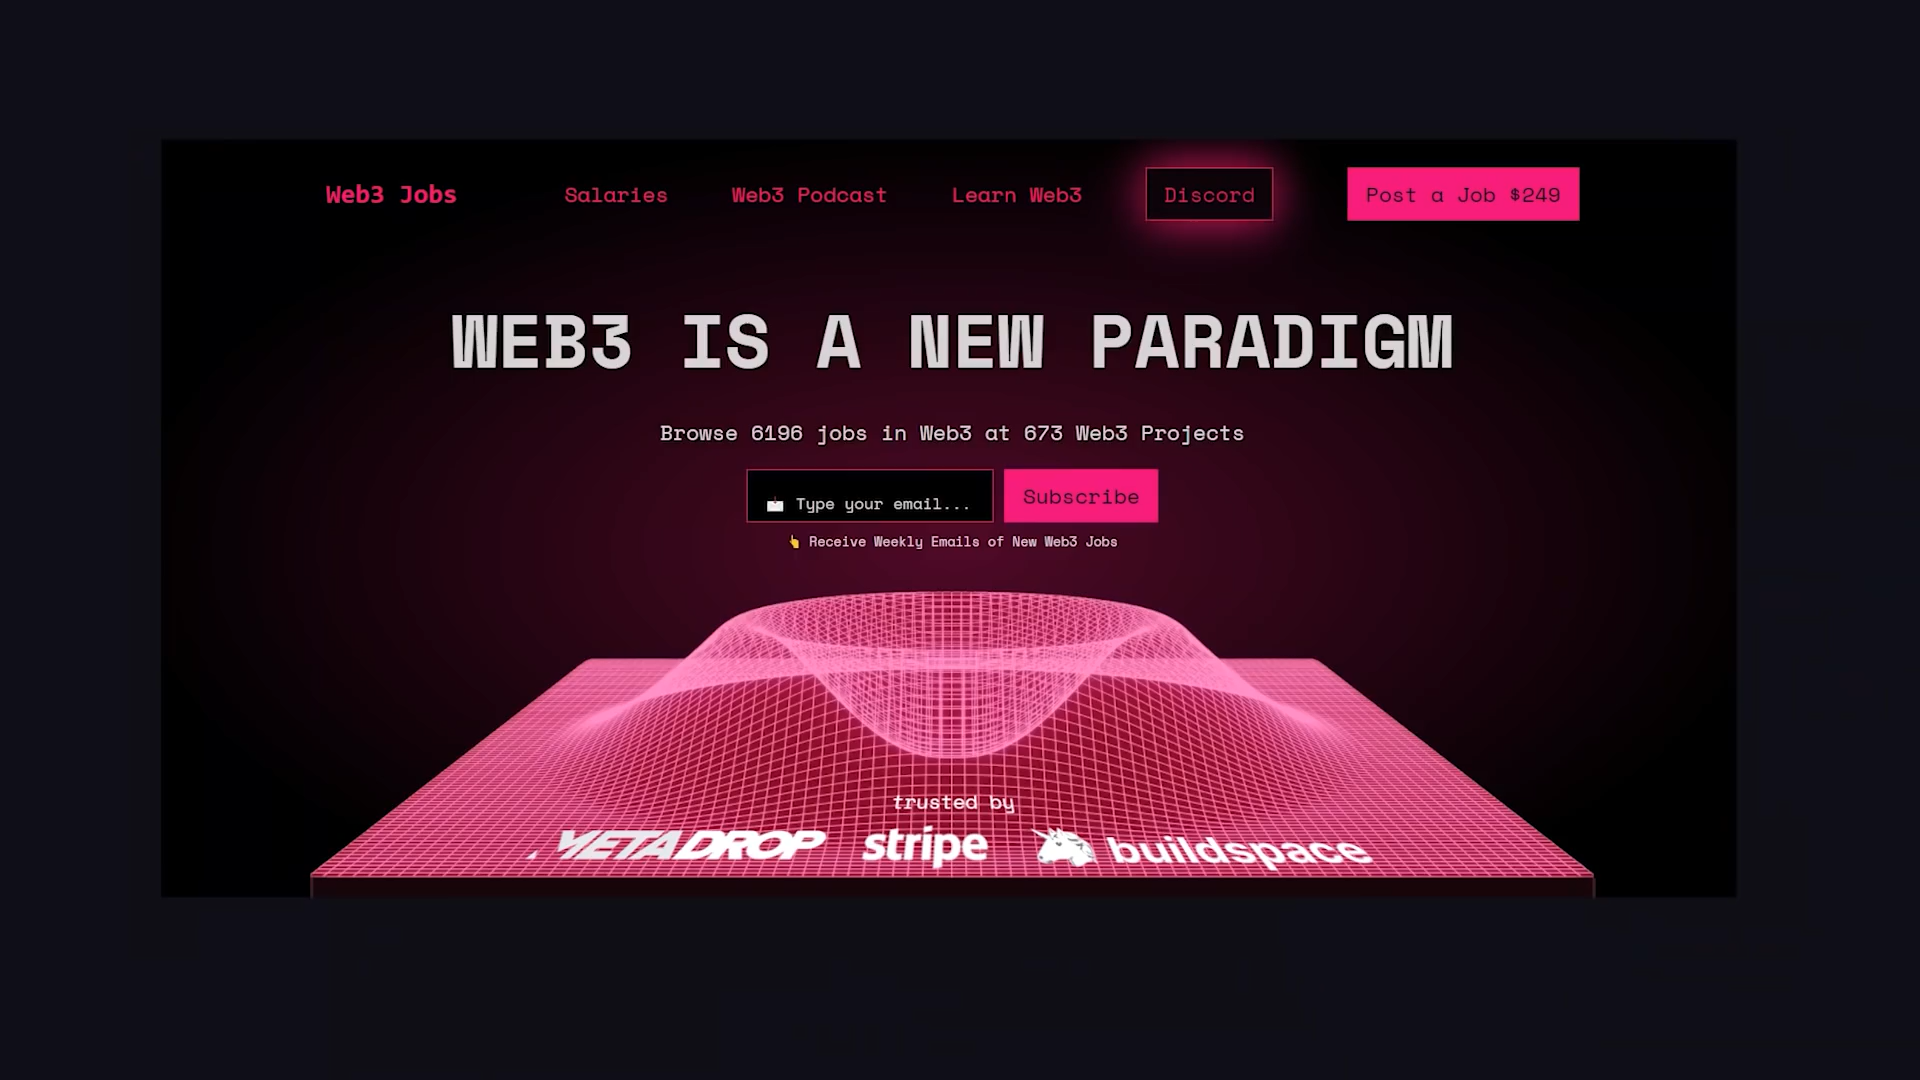 Web3 Jobs Salaries Web3 Podcast Learn Web3 Discord Post a Job $249
WEB3 IS A NEW PARADIGM
Browse 6196 jobs in Web3 at 673 Web3 Projects
📩 Type your email... Subscribe
👆 Receive Weekly Emails of New Web3 Jobs
trusted by
METADROP stripe buildspace